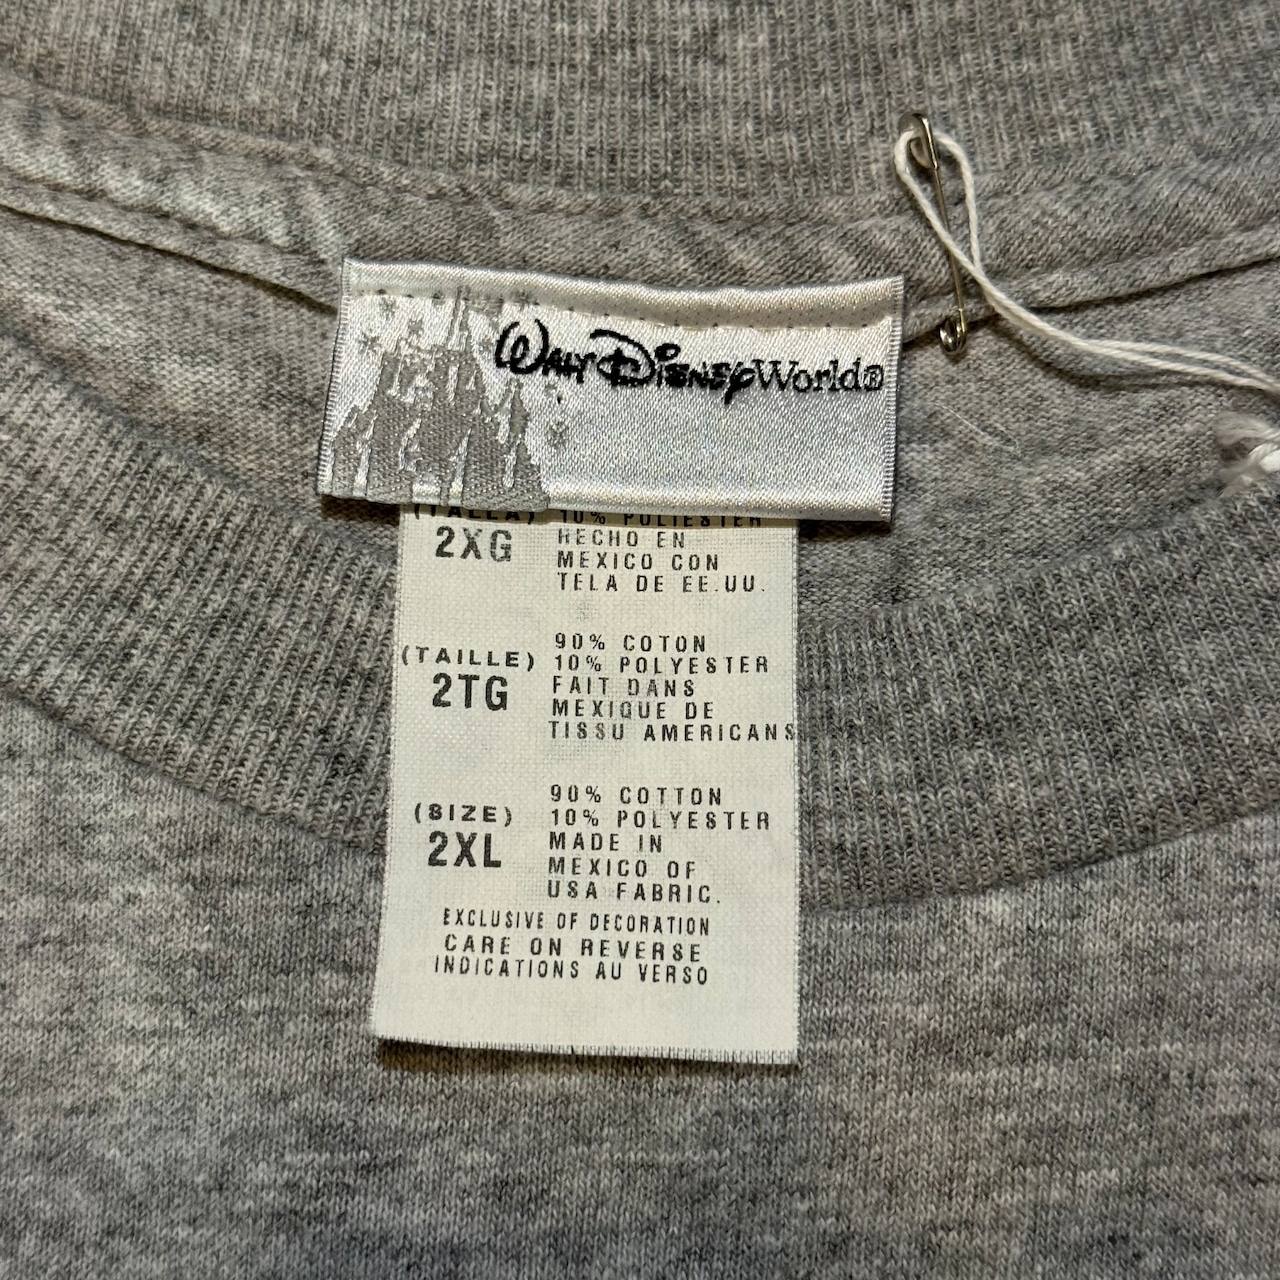 Walt Disney World®
(TALLA) 10% POLIESTER
2XG HECHO EN
MEXICO CON
TELA DE EE.UU.
90% COTON
(TAILLE) 10% POLYESTER
2TG FAIT DANS
MEXIQUE DE
TISSU AMERICANS
90% COTTON
(SIZE) 10% POLYESTER
2XL MADE IN
MEXICO OF
USA FABRIC.
EXCLUSIVE OF DECORATION
CARE ON REVERSE
INDICATIONS AU VERSO